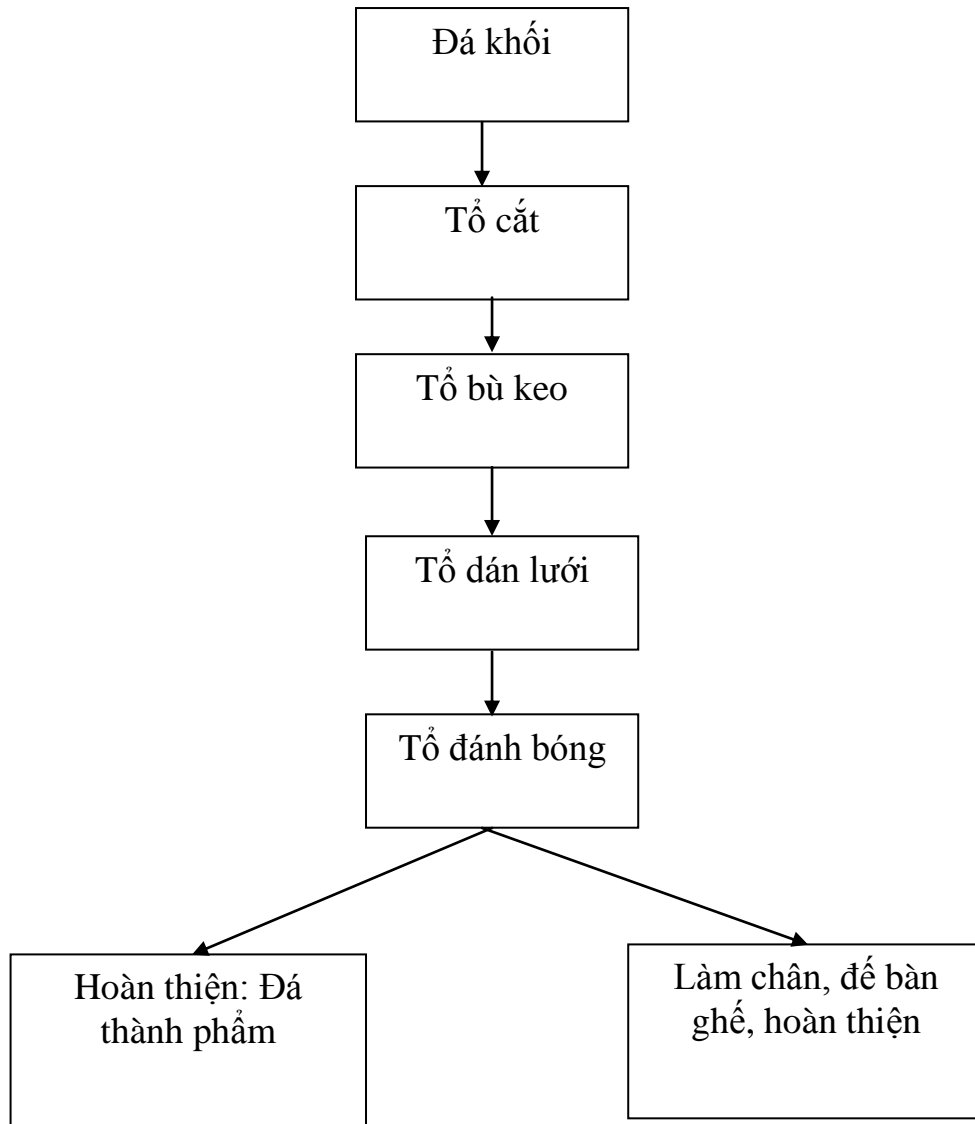 Đá khối
Tổ cắt
Tổ bù keo
Tổ dán lưới
Tổ đánh bóng
Hoàn thiện: Đá
thành phẩm
Làm chân, đế bàn
ghế, hoàn thiện